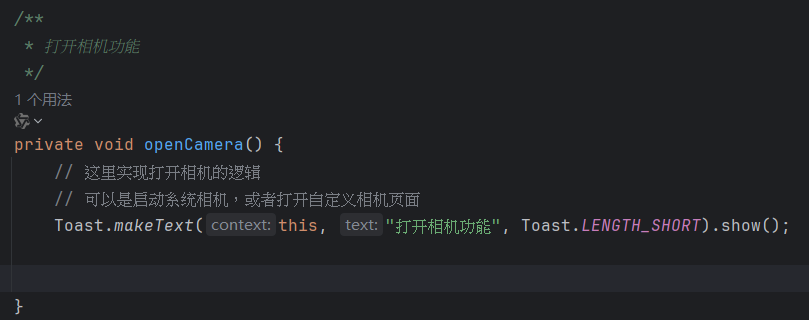 /**
 * 打开相机功能
 */
1 个用法
private void openCamera() {
    // 这里实现打开相机的逻辑
    // 可以是启动系统相机，或者打开自定义相机页面
    Toast.makeText( context: this, text: "打开相机功能", Toast.LENGTH_SHORT).show();
}